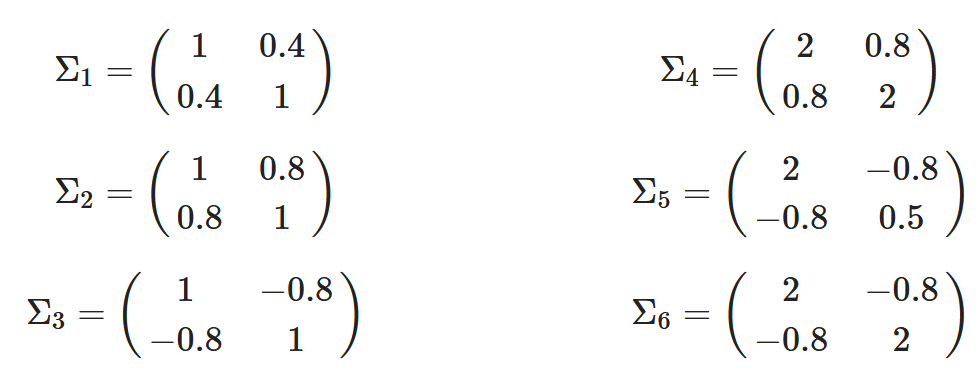 Σ₁ = ( 1 0.4 ; 0.4 1 )
Σ₄ = ( 2 0.8 ; 0.8 2 )
Σ₂ = ( 1 0.8 ; 0.8 1 )
Σ₅ = ( 2 −0.8 ; −0.8 0.5 )
Σ₃ = ( 1 −0.8 ; −0.8 1 )
Σ₆ = ( 2 −0.8 ; −0.8 2 )